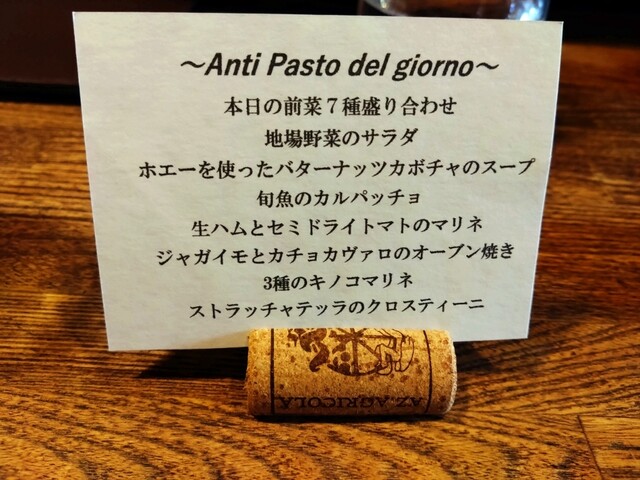 ～Anti Pasto del giorno～
本日の前菜７種盛り合わせ
地場野菜のサラダ
ホエーを使ったバターナッツカボチャのスープ
旬魚のカルパッチョ
生ハムとセミドライトマトのマリネ
ジャガイモとカチョカヴァロのオーブン焼き
3種のキノコマリネ
ストラッチャテッラのクロスティーニ
AZ.AGRICOLA